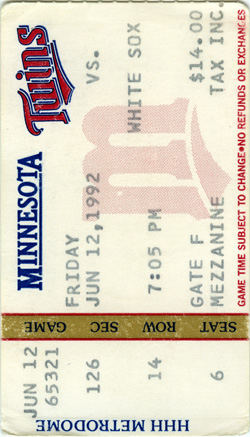 MINNESOTA
Twins
FRIDAY
JUN 12,1992 VS.
7:05 PM WHITE SOX
GATE F $14.00
MEZZANINE TAX INC.
GAME TIME SUBJECT TO CHANGE•NO REFUNDS OR EXCHANGES
GAME SEC ROW SEAT
JUN 12
65321 126 14 6
HHH METRODOME